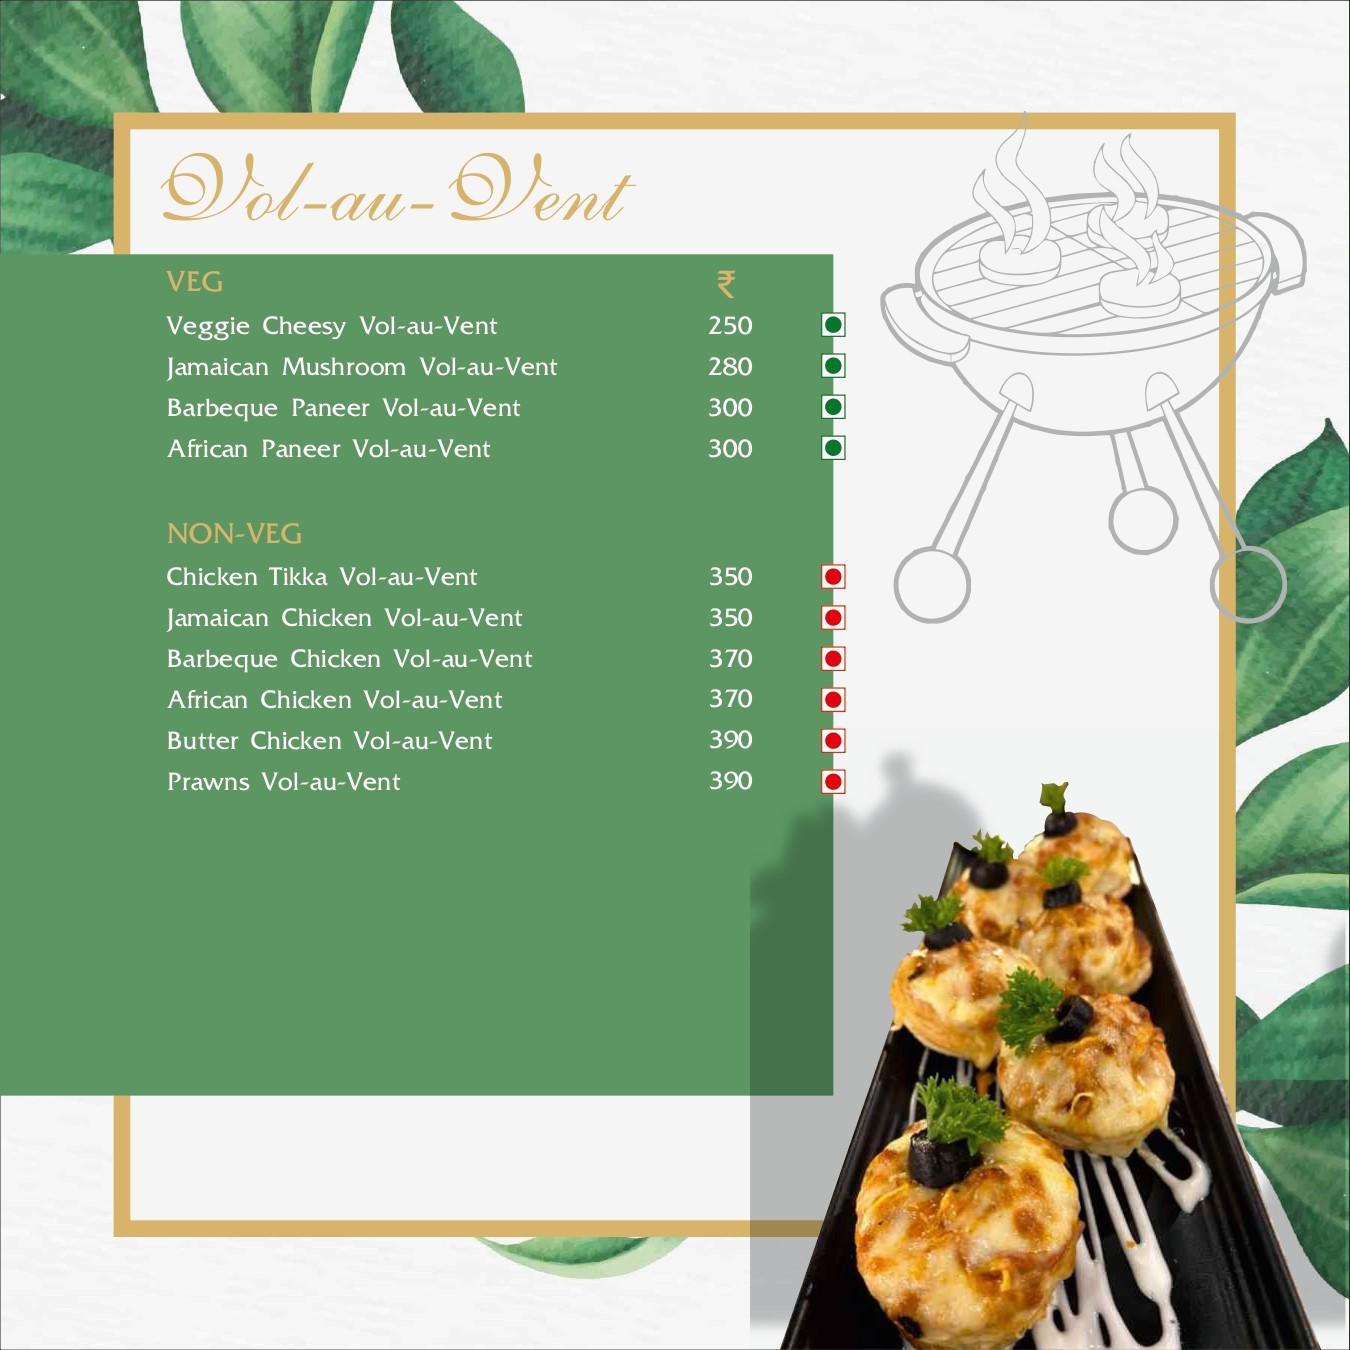 Vol-au-Vent
VEG ₹
Veggie Cheesy Vol-au-Vent 250
Jamaican Mushroom Vol-au-Vent 280
Barbeque Paneer Vol-au-Vent 300
African Paneer Vol-au-Vent 300
NON-VEG
Chicken Tikka Vol-au-Vent 350
Jamaican Chicken Vol-au-Vent 350
Barbeque Chicken Vol-au-Vent 370
African Chicken Vol-au-Vent 370
Butter Chicken Vol-au-Vent 390
Prawns Vol-au-Vent 390